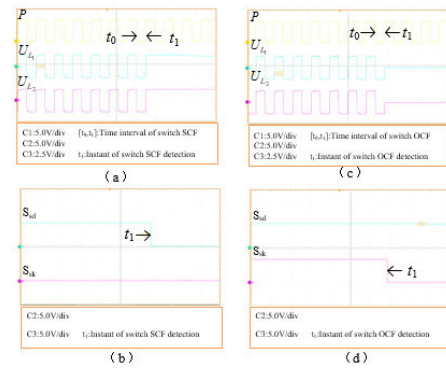 P
t₀ → ← t₁
U_L₁
U_L₂
C1:5.0V/div [t₀,t₁]:Time interval of switch SCF
C2:5.0V/div
C3:2.5V/div t₁:Instant of switch SCF detection
(a)
P
t₀ → ← t₁
U_L₁
U_L₂
C1:5.0V/div [t₀,t₁]:Time interval of switch OCF
C2:5.0V/div
C3:2.5V/div t₁:Instant of switch OCF detection
(c)
S_sd
t₁ →
S_sk
C2:5.0V/div
C3:5.0V/div t₁:Instant of switch SCF detection
(b)
S_sd
S_sk
← t₁
C2:5.0V/div
C3:5.0V/div t₁:Instant of switch OCF detection
(d)